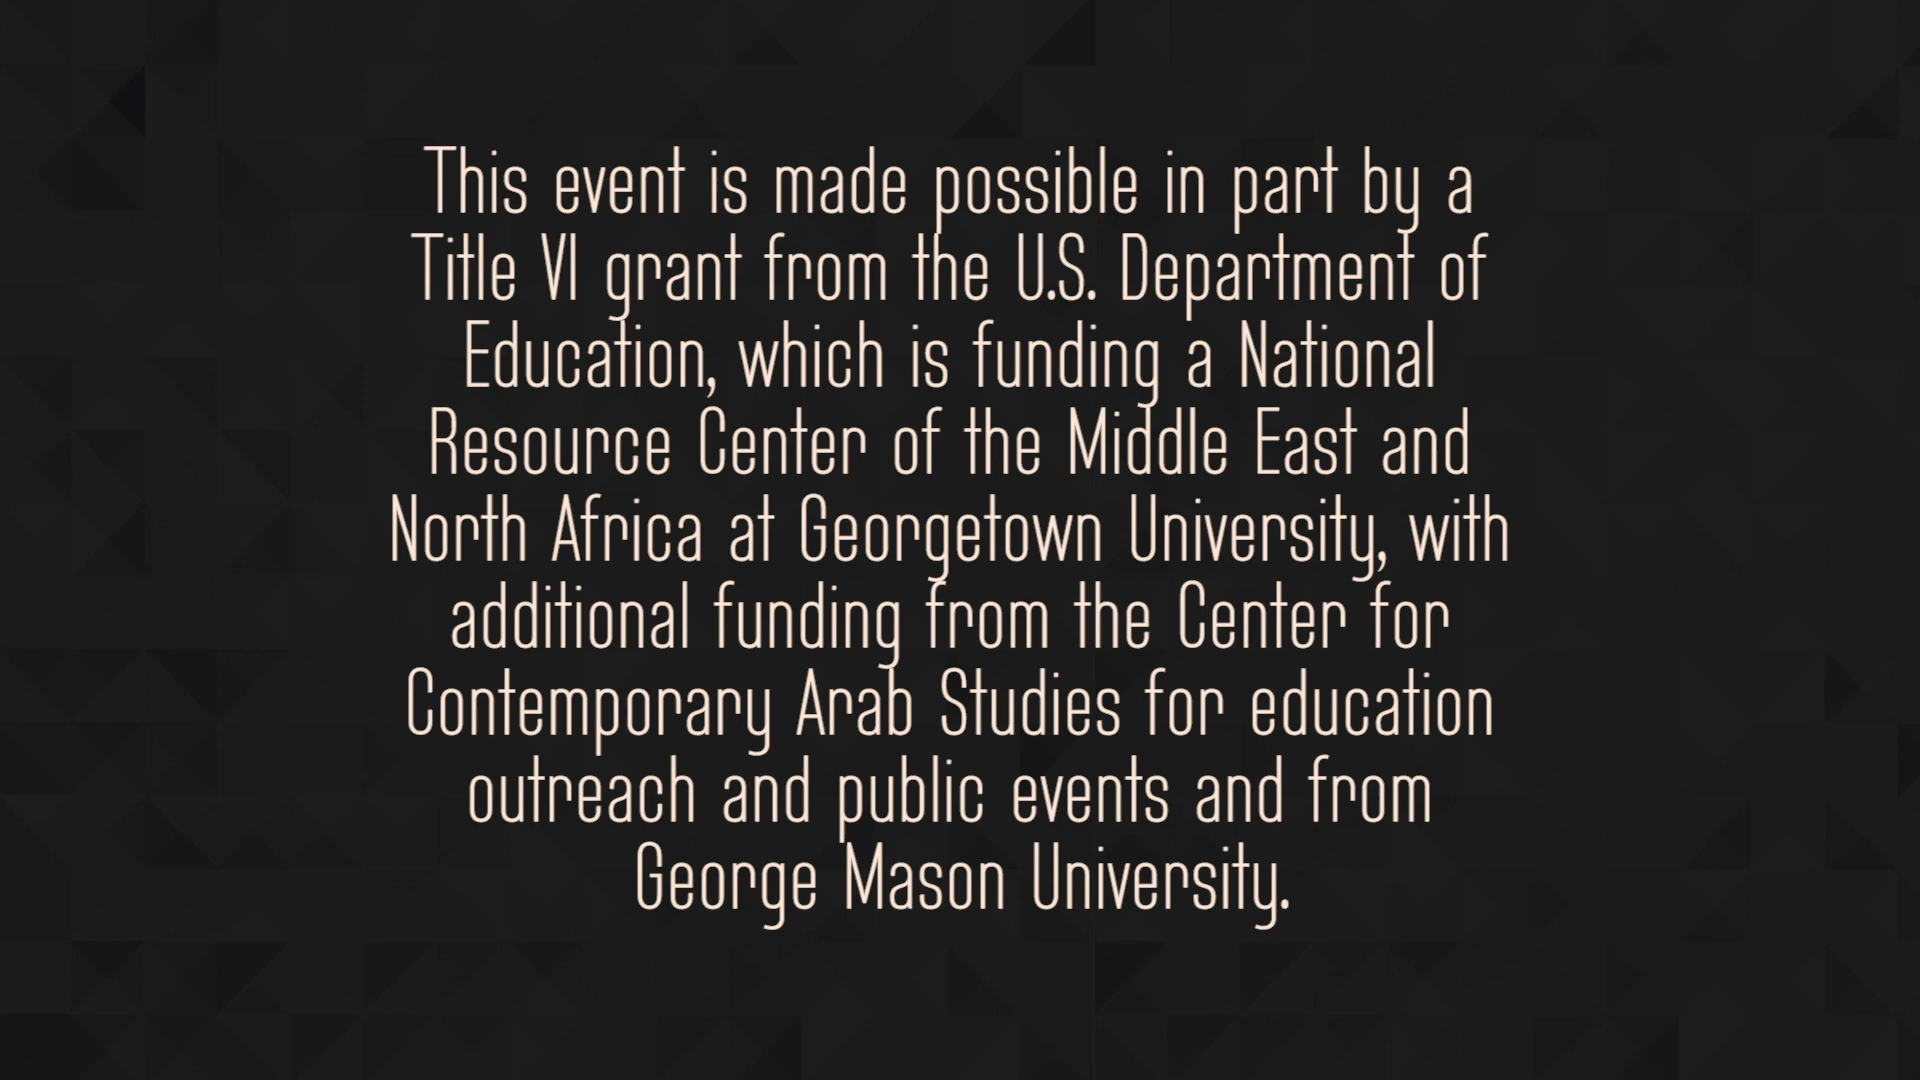 This event is made possible in part by a
Title VI grant from the U.S. Department of
Education, which is funding a National
Resource Center of the Middle East and
North Africa at Georgetown University, with
additional funding from the Center for
Contemporary Arab Studies for education
outreach and public events and from
George Mason University.